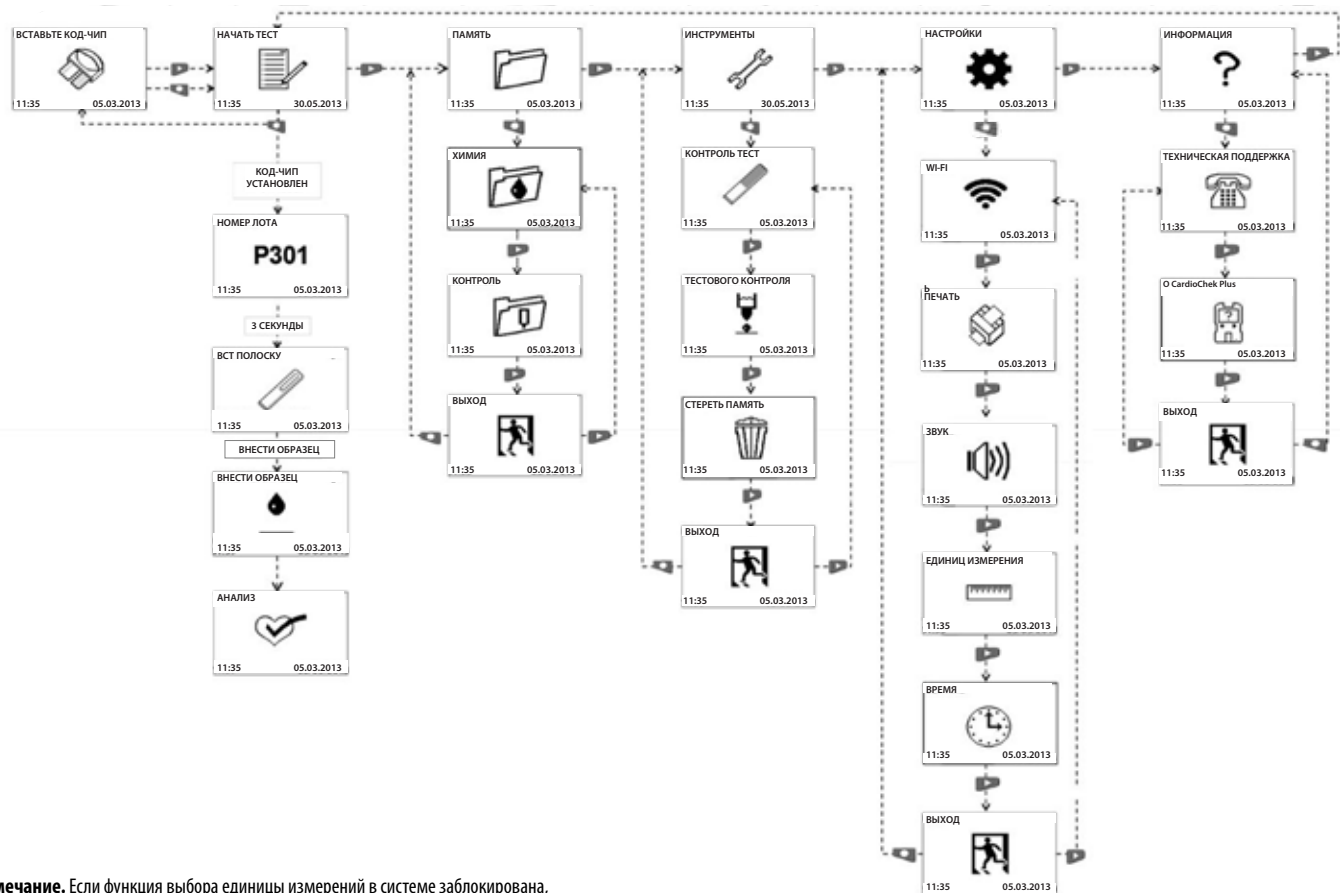 ВСТАВЬТЕ КОД-ЧИП
11:35 05.03.2013
НАЧАТЬ ТЕСТ
11:35 30.05.2013
ПАМЯТЬ
11:35 05.03.2013
ИНСТРУМЕНТЫ
11:35 30.05.2013
НАСТРОЙКИ
11:35 05.03.2013
ИНФОРМАЦИЯ
?
11:35 05.03.2013
КОД-ЧИП
УСТАНОВЛЕН
НОМЕР ЛОТА
P301
11:35 05.03.2013
3 СЕКУНДЫ
ВСТ ПОЛОСКУ
11:35 05.03.2013
ВНЕСТИ ОБРАЗЕЦ
ВНЕСТИ ОБРАЗЕЦ
11:35 05.03.2013
АНАЛИЗ
11:35 05.03.2013
ХИМИЯ
11:35 05.03.2013
КОНТРОЛЬ
11:35 05.03.2013
ВЫХОД
11:35 05.03.2013
КОНТРОЛЬ ТЕСТ
11:35 05.03.2013
ТЕСТОВОГО КОНТРОЛЯ
11:35 05.03.2013
СТЕРЕТЬ ПАМЯТЬ
11:35 05.03.2013
ВЫХОД
11:35 05.03.2013
WI-FI
11:35 05.03.2013
Ь
ПЕЧАТЬ
11:35 05.03.2013
ЗВУК
11:35 05.03.2013
ЕДИНИЦ ИЗМЕРЕНИЯ
11:35 05.03.2013
ВРЕМЯ
11:35 05.03.2013
ВЫХОД
11:35 05.03.2013
ТЕХНИЧЕСКАЯ ПОДДЕРЖКА
11:35 05.03.2013
О CardioChek Plus
?
11:35 05.03.2013
ВЫХОД
11:35 05.03.2013
мечание. Если функция выбора единицы измерений в системе заблокирована,